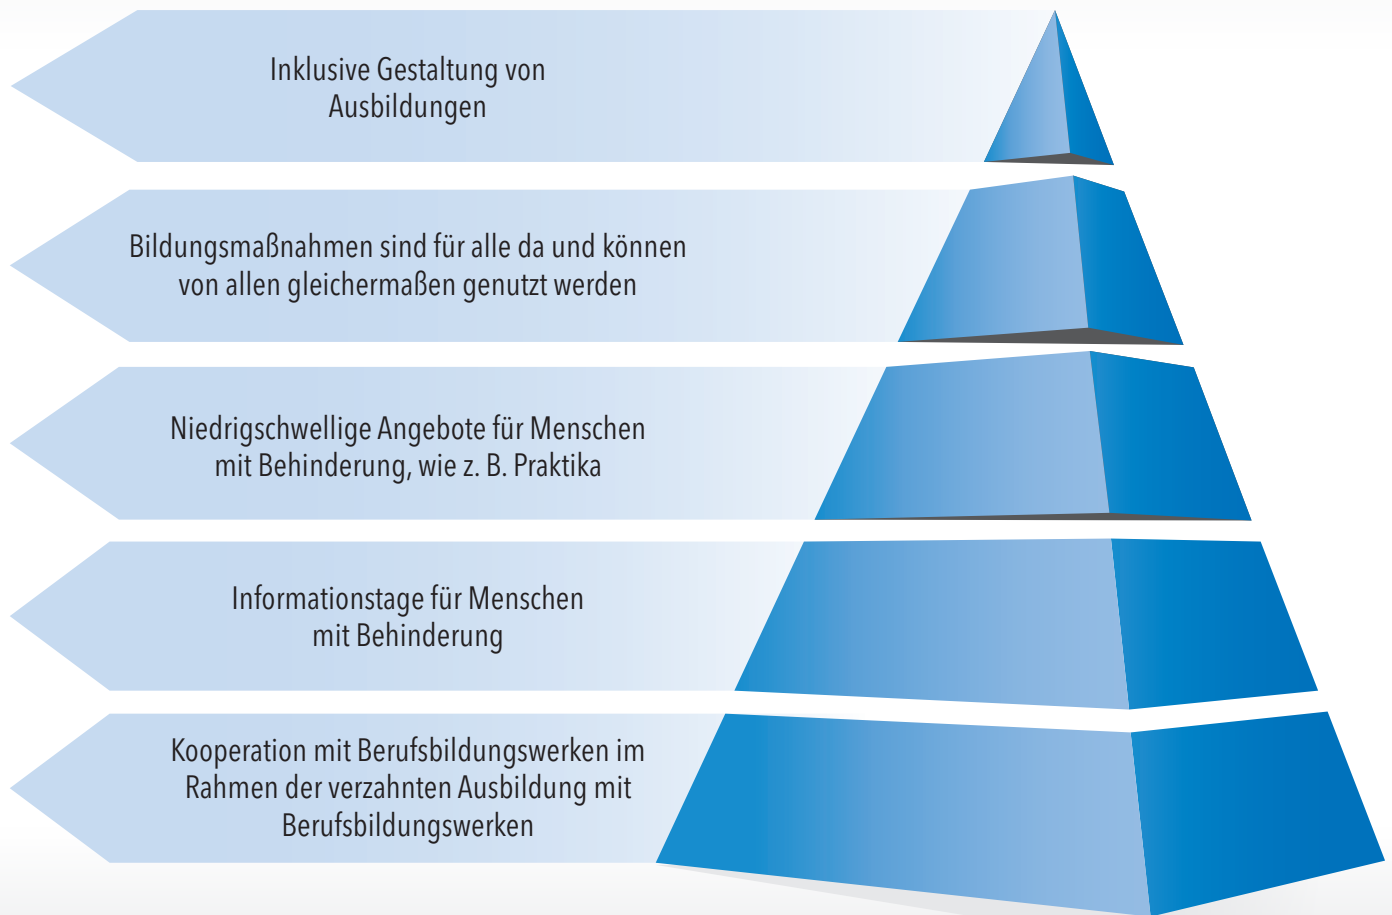 Inklusive Gestaltung von
Ausbildungen
Bildungsmaßnahmen sind für alle da und können
von allen gleichermaßen genutzt werden
Niedrigschwellige Angebote für Menschen
mit Behinderung, wie z. B. Praktika
Informationstage für Menschen
mit Behinderung
Kooperation mit Berufsbildungswerken im
Rahmen der verzahnten Ausbildung mit
Berufsbildungswerken